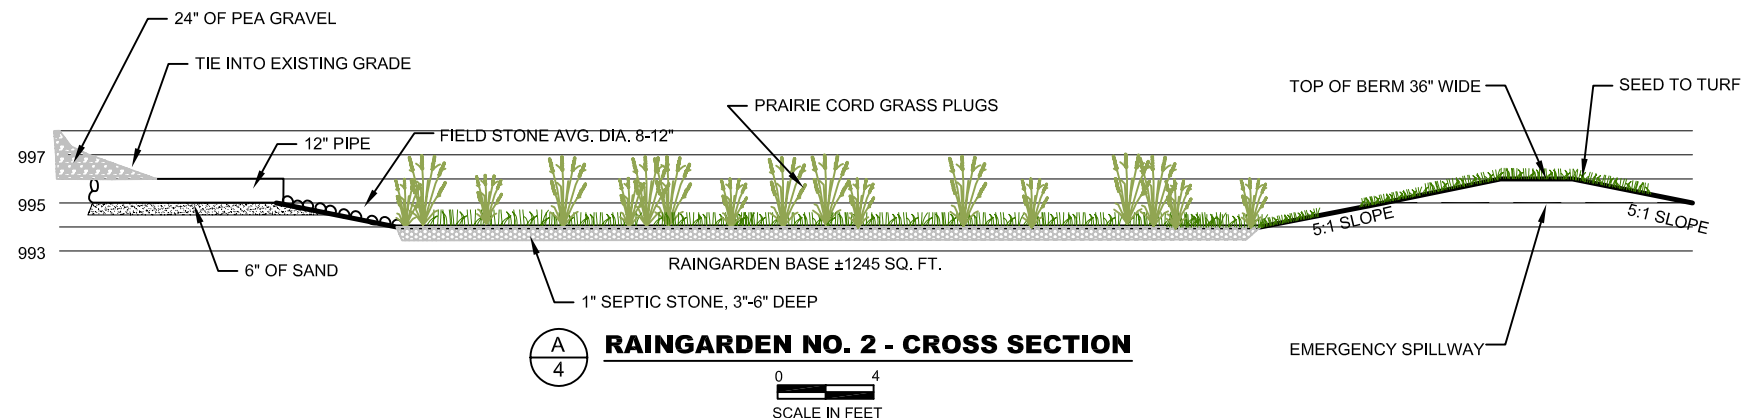 24" OF PEA GRAVEL
TIE INTO EXISTING GRADE
TOP OF BERM 36" WIDE
SEED TO TURF
PRAIRIE CORD GRASS PLUGS
12" PIPE
FIELD STONE AVG. DIA. 8-12"
997
995
993
5:1 SLOPE
5:1 SLOPE
6" OF SAND
RAINGARDEN BASE ±1245 SQ. FT.
1" SEPTIC STONE, 3"-6" DEEP
A
4
RAINGARDEN NO. 2 - CROSS SECTION
EMERGENCY SPILLWAY
0 4
SCALE IN FEET